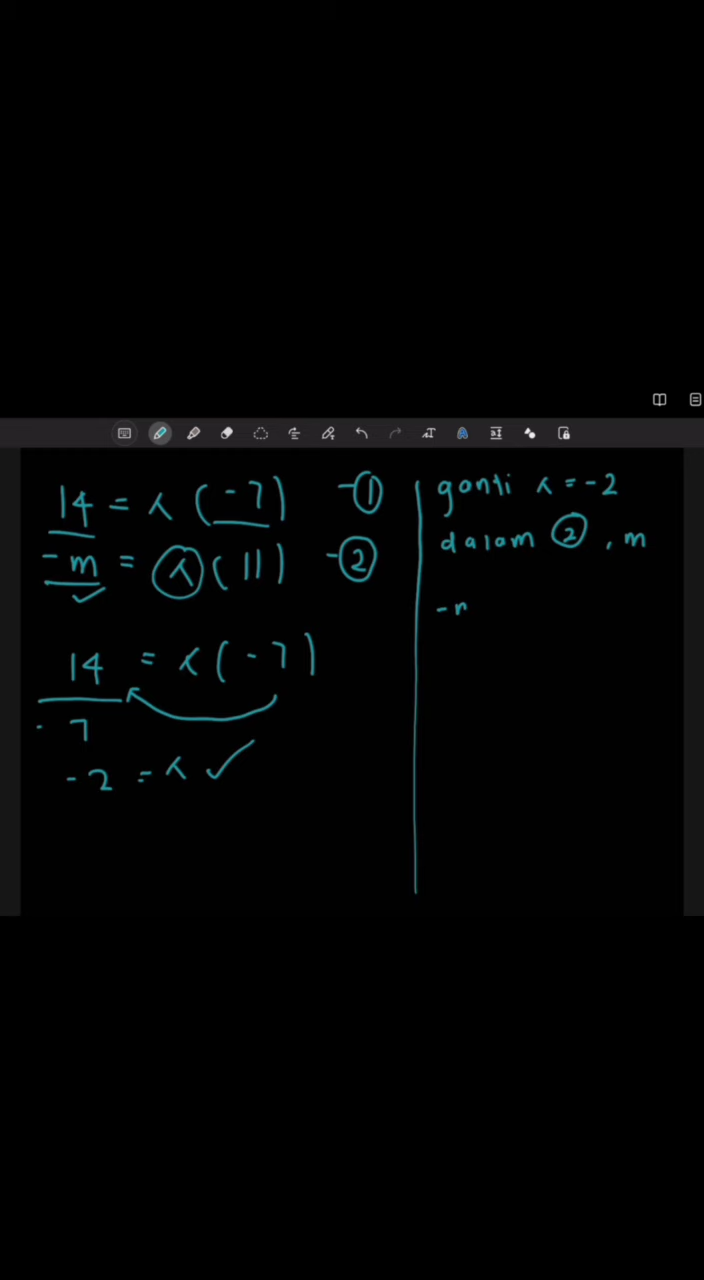 14 = λ (-7) -①
-m = λ (11) -②
14 = λ (-7)
- 7
-2 = λ ✓
ganti λ = -2
dalam ②, m